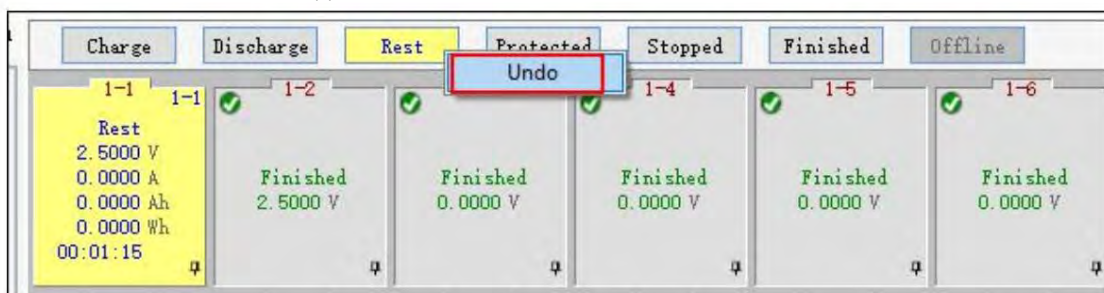 Charge Discharge Rest Protected Stopped Finished Offline
Undo
1-1 1-1
Rest
2.5000 V
0.0000 A
0.0000 Ah
0.0000 Wh
00:01:15
1-2
Finished
2.5000 V
Finished
0.0000 V
1-4
Finished
0.0000 V
1-5
Finished
0.0000 V
1-6
Finished
0.0000 V